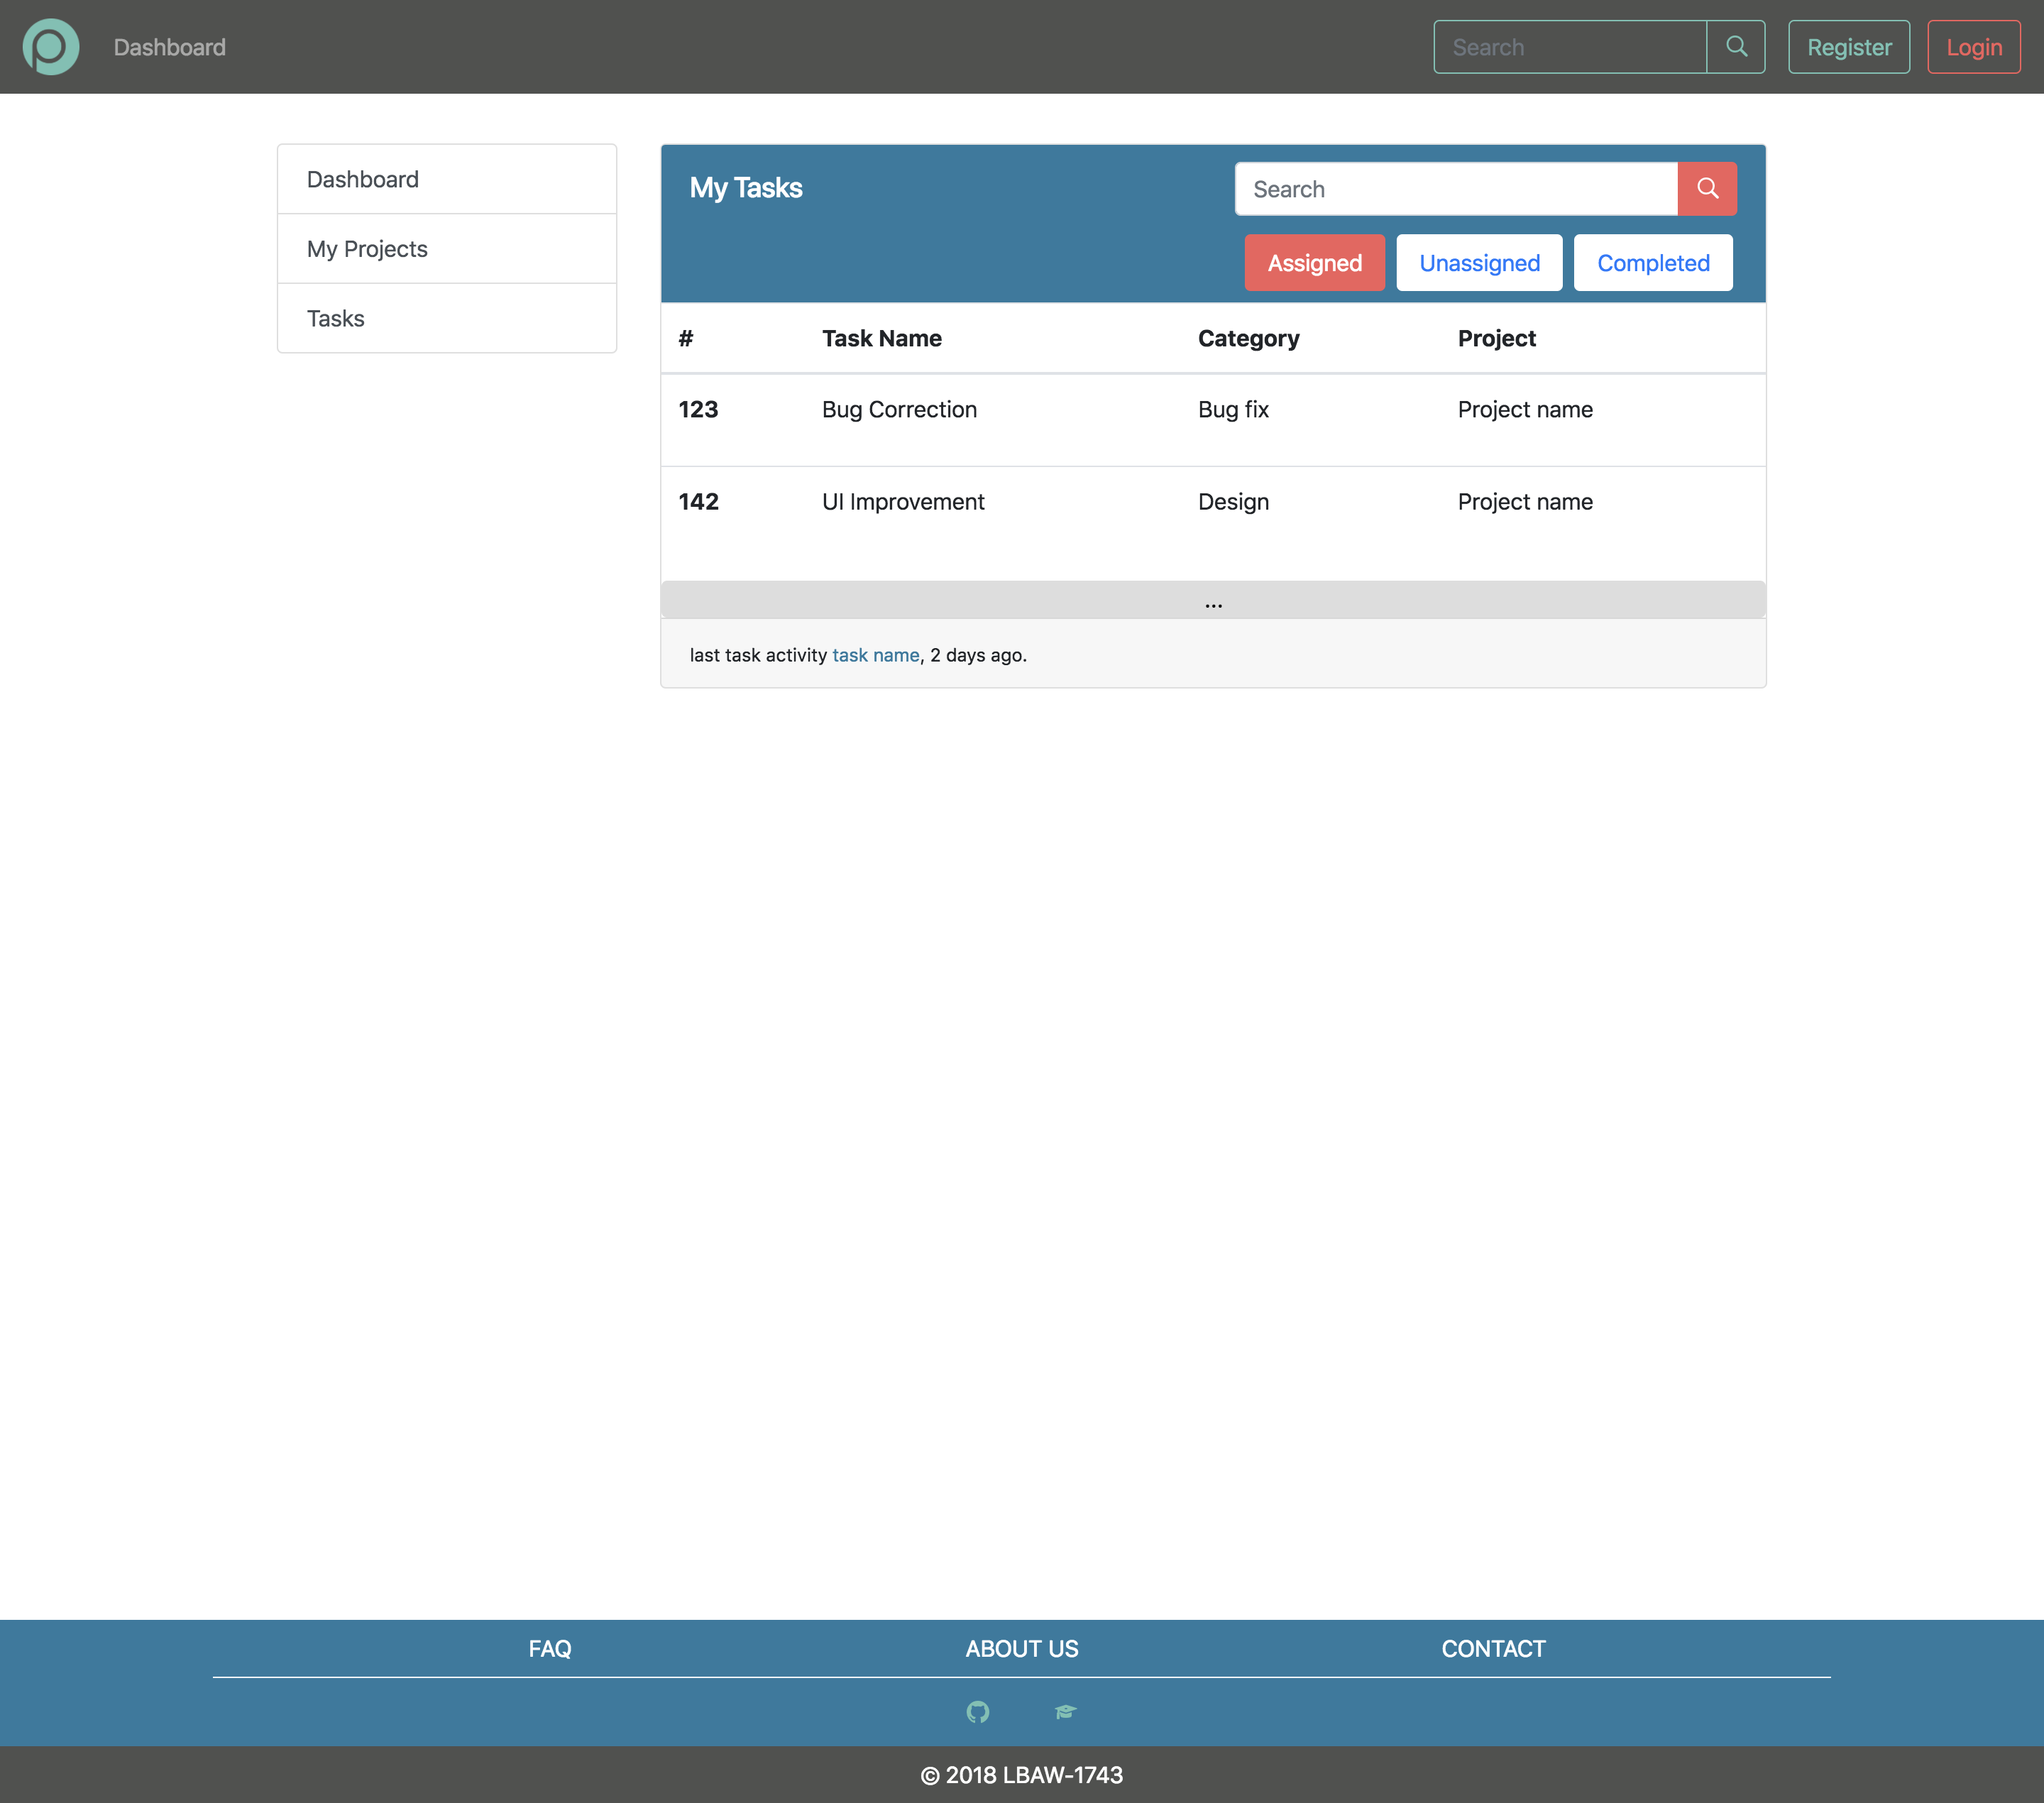 Dashboard
Search
Register
Login
Dashboard
My Projects
Tasks
My Tasks
Search
Assigned
Unassigned
Completed
# Task Name Category Project
123 Bug Correction Bug fix Project name
142 UI Improvement Design Project name
...
last task activity task name, 2 days ago.
FAQ
ABOUT US
CONTACT
© 2018 LBAW-1743